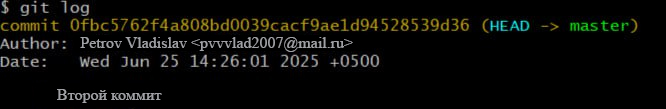 $ git log
commit 0fbc5762f4a808bd0039cacf9ae1d94528539d36 (HEAD -> master)
Author: Petrov Vladislav <pvvvlad2007@mail.ru>
Date: Wed Jun 25 14:26:01 2025 +0500
Второй коммит